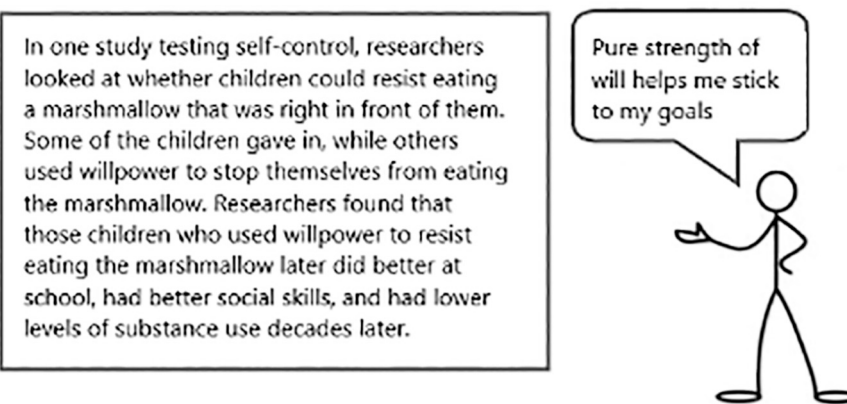 In one study testing self-control, researchers
looked at whether children could resist eating
a marshmallow that was right in front of them.
Some of the children gave in, while others
used willpower to stop themselves from eating
the marshmallow. Researchers found that
those children who used willpower to resist
eating the marshmallow later did better at
school, had better social skills, and had lower
levels of substance use decades later.
Pure strength of
will helps me stick
to my goals